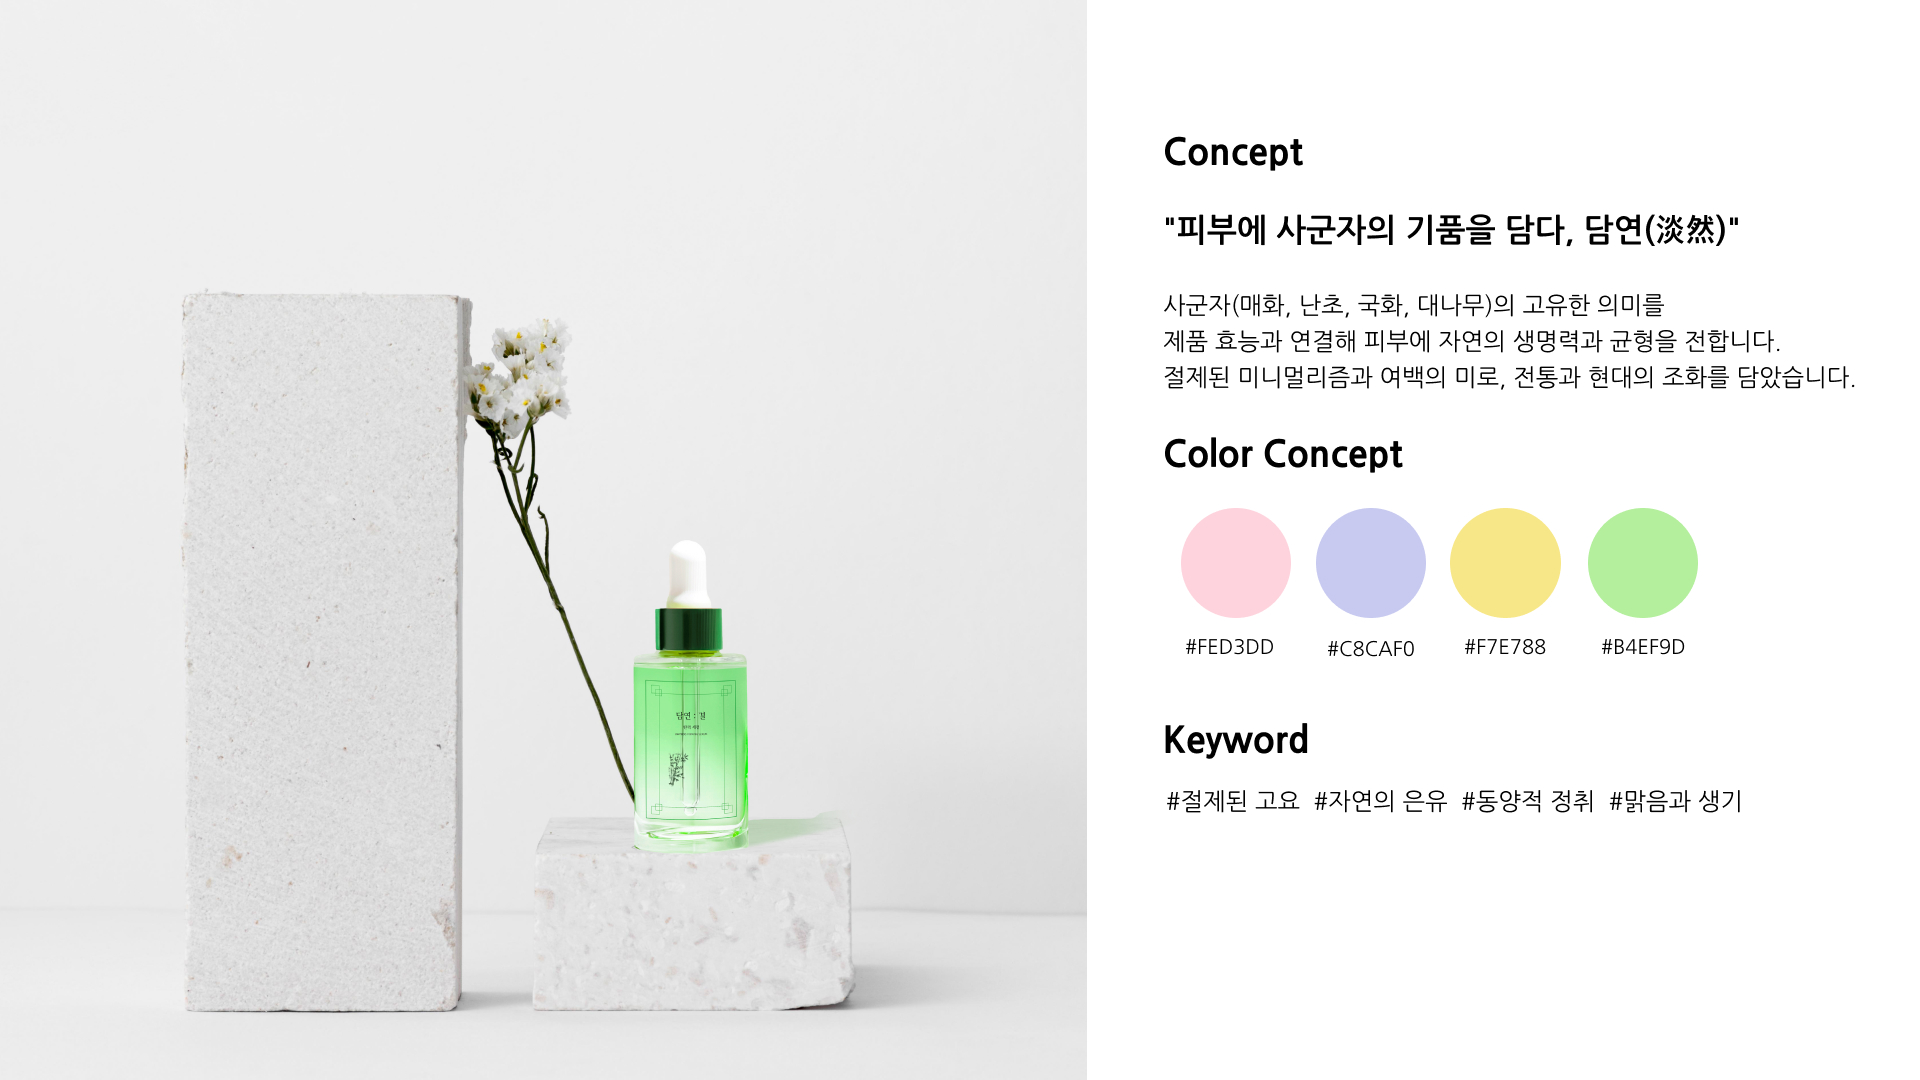 Concept
"피부에 사군자의 기품을 담다, 담연(淡然)"
사군자(매화, 난초, 국화, 대나무)의 고유한 의미를
제품 효능과 연결해 피부에 자연의 생명력과 균형을 전합니다.
절제된 미니멀리즘과 여백의 미로, 전통과 현대의 조화를 담았습니다.
Color Concept
#FED3DD #C8CAF0 #F7E788 #B4EF9D
Keyword
#절제된 고요 #자연의 은유 #동양적 정취 #맑음과 생기
담연 : 결